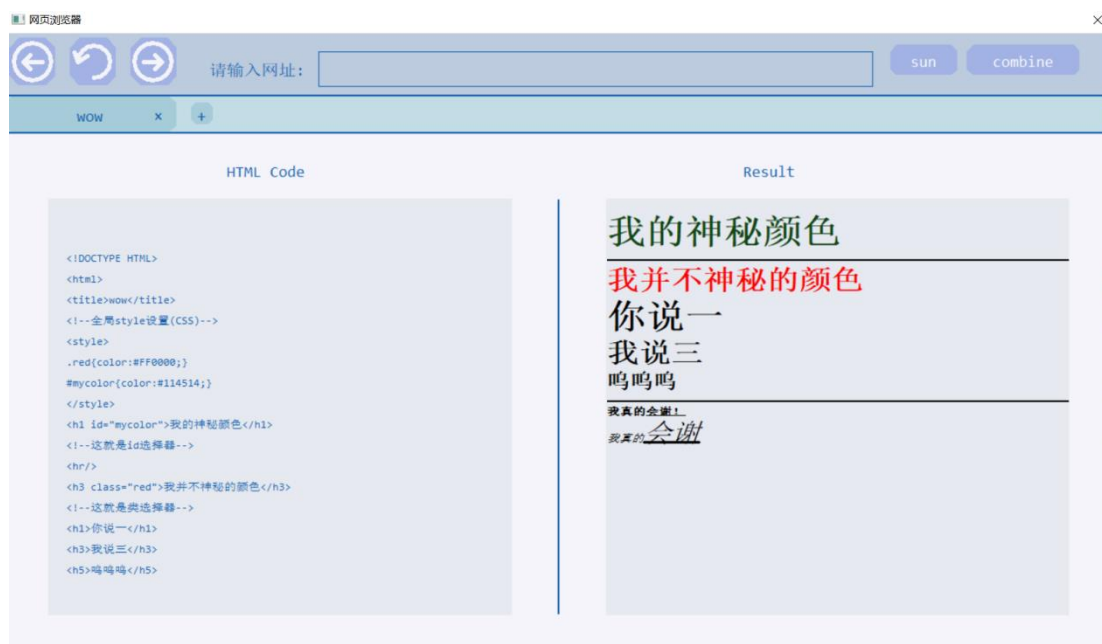 网页浏览器
请输入网址:
sun
combine
wow
x
+
HTML Code
<!DOCTYPE HTML>
<html>
<title>wow</title>
<!--全局style设置(CSS)-->
<style>
.red{color:#FF0000;}
#mycolor{color:#114514;}
</style>
<h1 id="mycolor">我的神秘颜色</h1>
<!--这就是id选择器-->
<hr/>
<h3 class="red">我并不神秘的颜色</h3>
<!--这就是类选择器-->
<h1>你说一</h1>
<h3>我说三</h3>
<h5>呜呜呜</h5>
Result
我的神秘颜色
我并不神秘的颜色
你说一
我说三
呜呜呜
我真的会谢!
我真的会谢